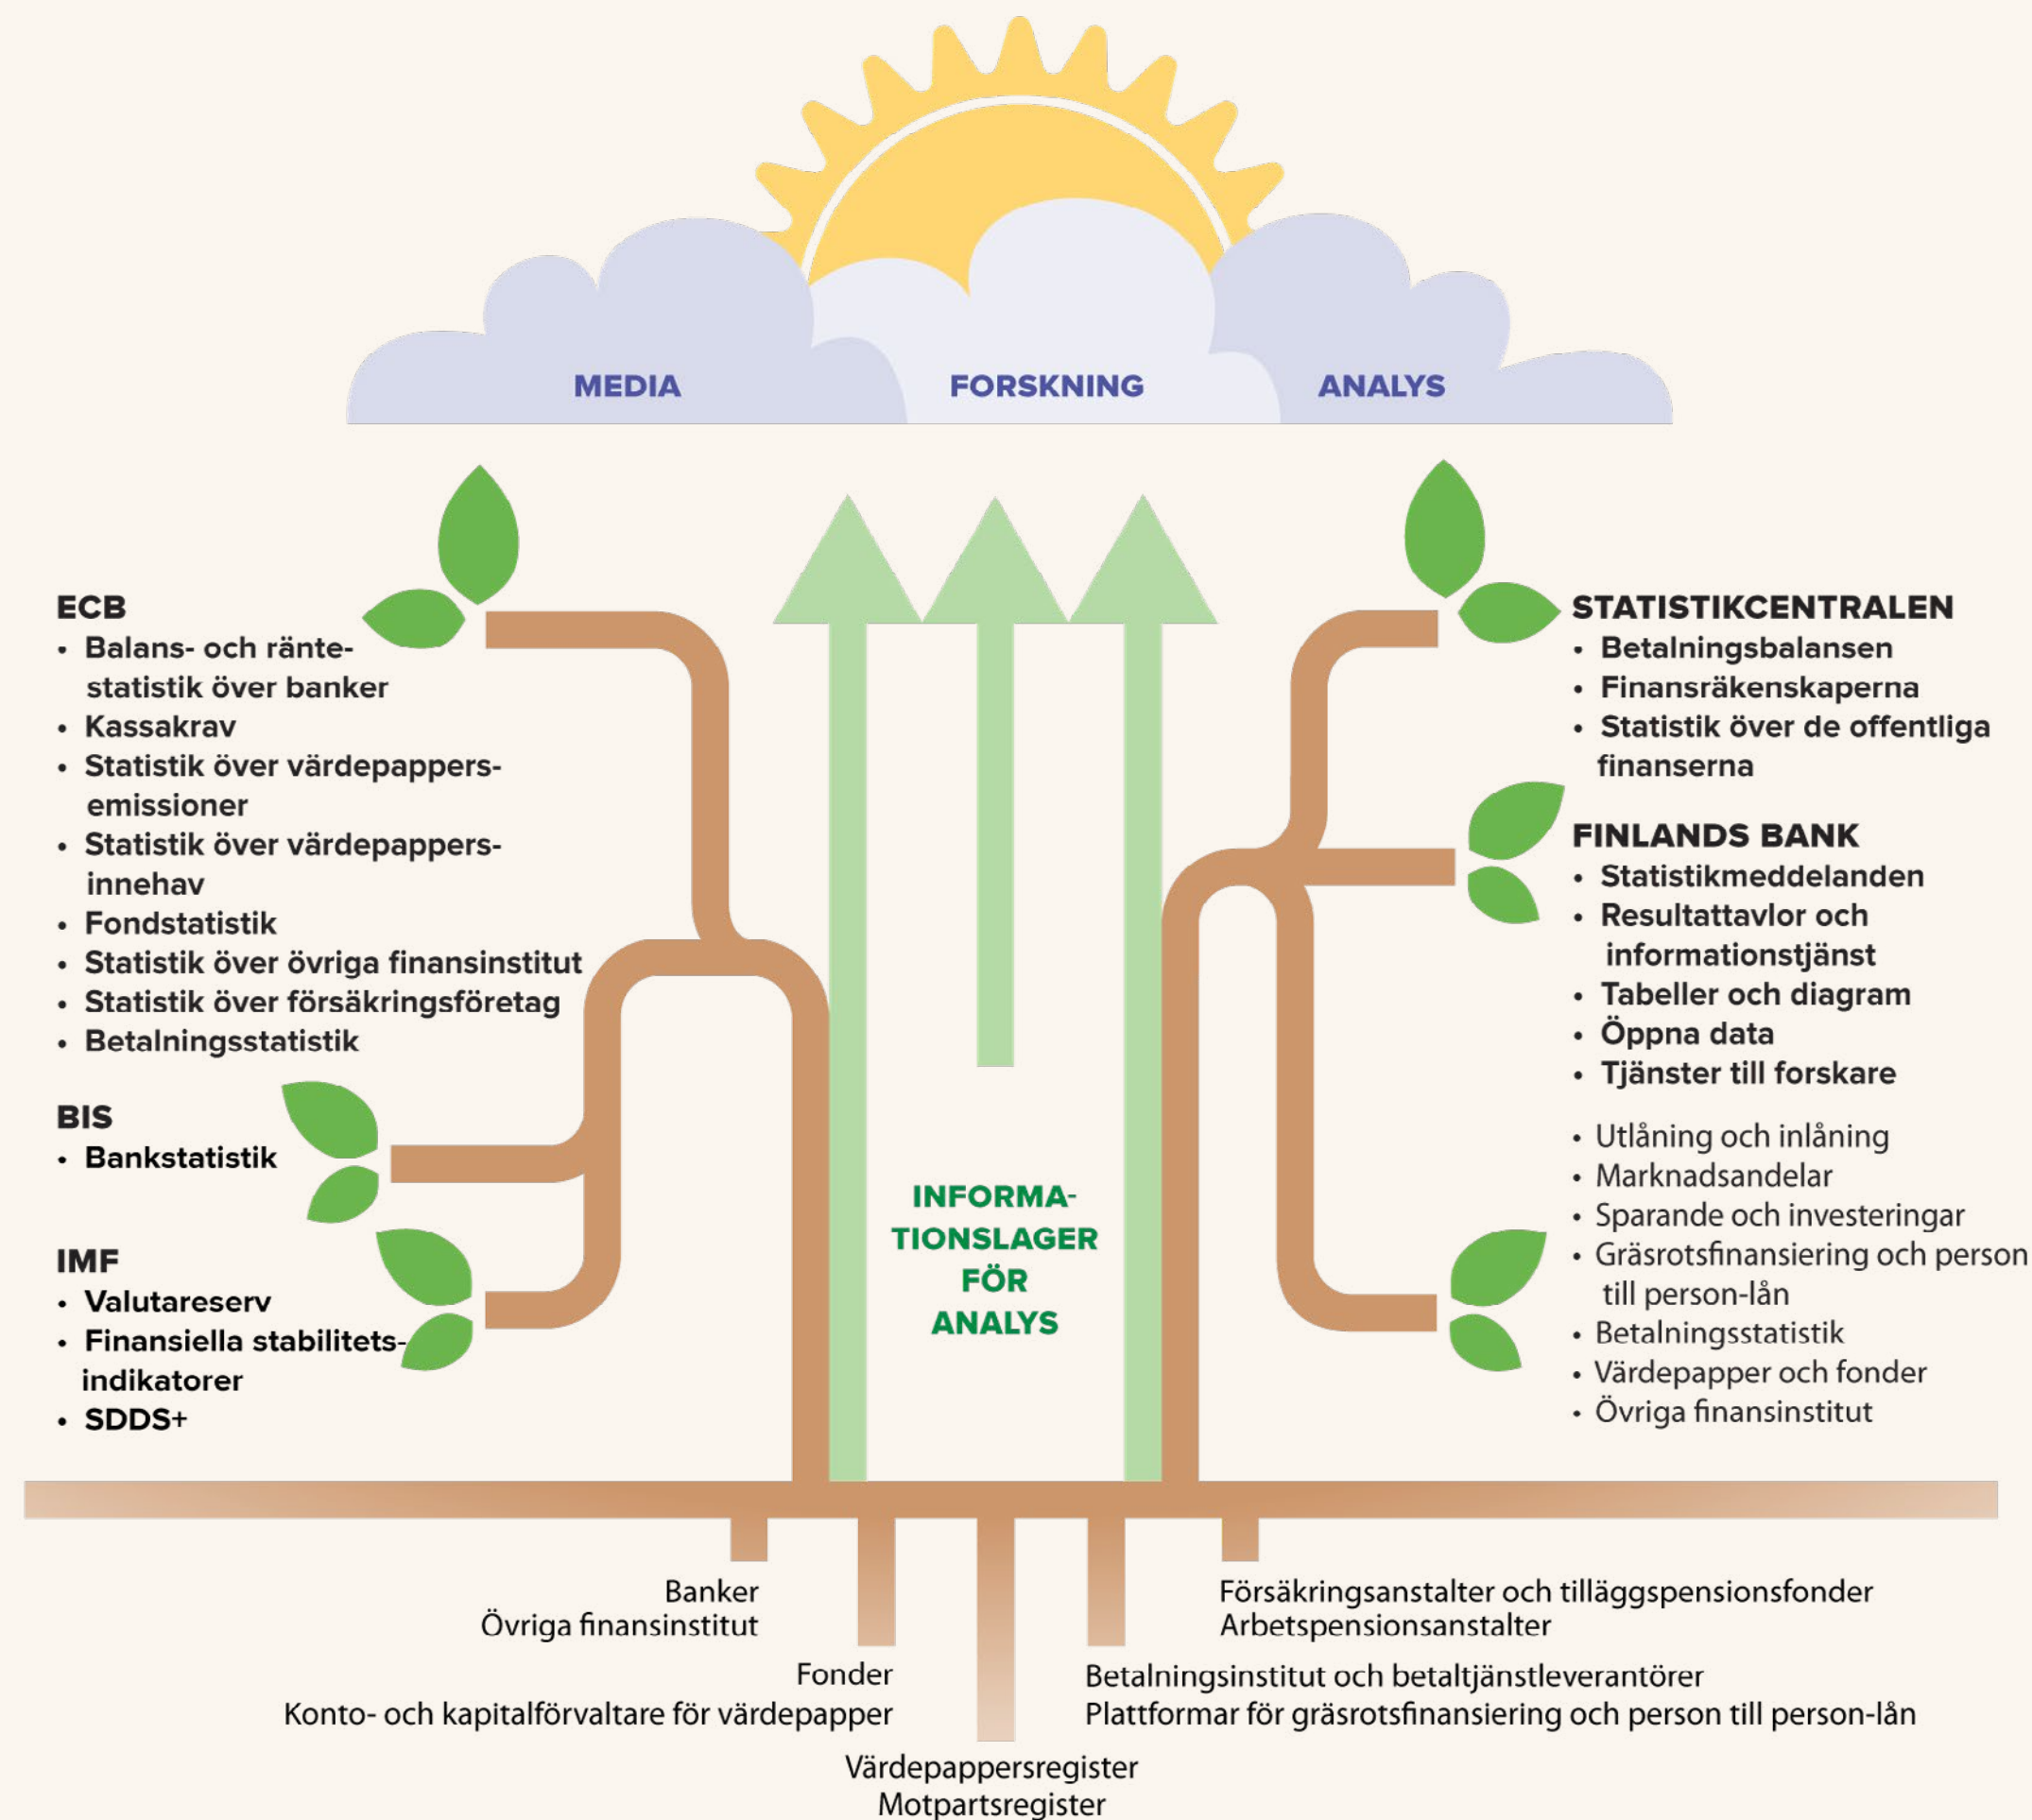 MEDIA
FORSKNING
ANALYS
ECB
• Balans- och ränte-
statistik över banker
• Kassakrav
• Statistik över värdepappers-
emissioner
• Statistik över värdepappers-
innehav
• Fondstatistik
• Statistik över övriga finansinstitut
• Statistik över försäkringsföretag
• Betalningsstatistik
BIS
• Bankstatistik
IMF
• Valutareserv
• Finansiella stabilitets-
indikatorer
• SDDS+
INFORMA-
TIONSLAGER
FÖR
ANALYS
STATISTIKCENTRALEN
• Betalningsbalansen
• Finansräkenskaperna
• Statistik över de offentliga
finanserna
FINLANDS BANK
• Statistikmeddelanden
• Resultattavlor och
informationstjänst
• Tabeller och diagram
• Öppna data
• Tjänster till forskare
• Utlåning och inlåning
• Marknadsandelar
• Sparande och investeringar
• Gräsrotsfinansiering och person
till person-lån
• Betalningsstatistik
• Värdepapper och fonder
• Övriga finansinstitut
Banker
Övriga finansinstitut
Fonder
Konto- och kapitalförvaltare för värdepapper
Värdepappersregister
Motpartsregister
Försäkringsanstalter och tilläggspensionsfonder
Arbetspensionsanstalter
Betalningsinstitut och betaltjänstleverantörer
Plattformar för gräsrotsfinansiering och person till person-lån